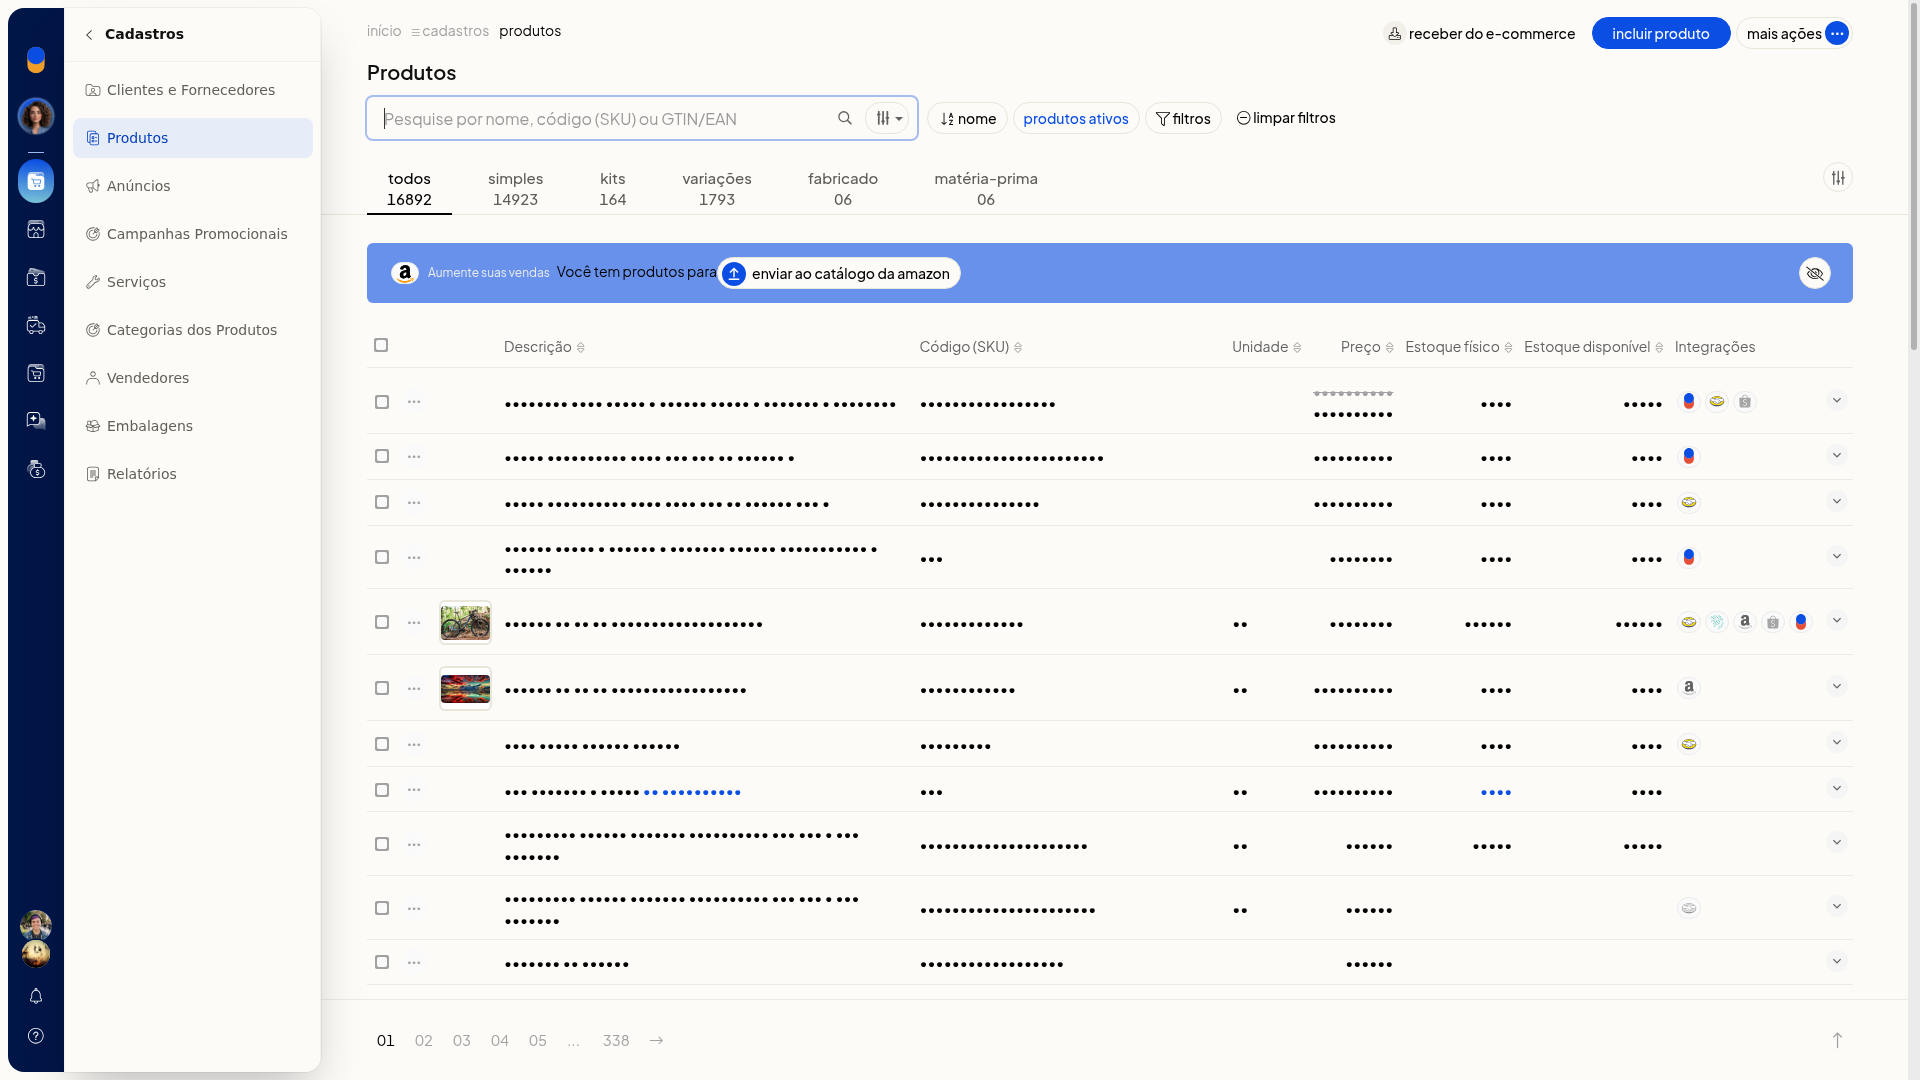 Cadastros
Clientes e Fornecedores
Produtos
Anúncios
Campanhas Promocionais
Serviços
Categorias dos Produtos
Vendedores
Embalagens
Relatórios
início cadastros produtos
receber do e-commerce
incluir produto
mais ações
Produtos
Pesquise por nome, código (SKU) ou GTIN/EAN
nome
produtos ativos
filtros
limpar filtros
todos simples kits variações fabricado matéria-prima
16892 14923 164 1793 06 06
Aumente suas vendas Você tem produtos para enviar ao catálogo da amazon
Descrição Código (SKU) Unidade Preço Estoque físico Estoque disponível Integrações
01 02 03 04 05 ... 338